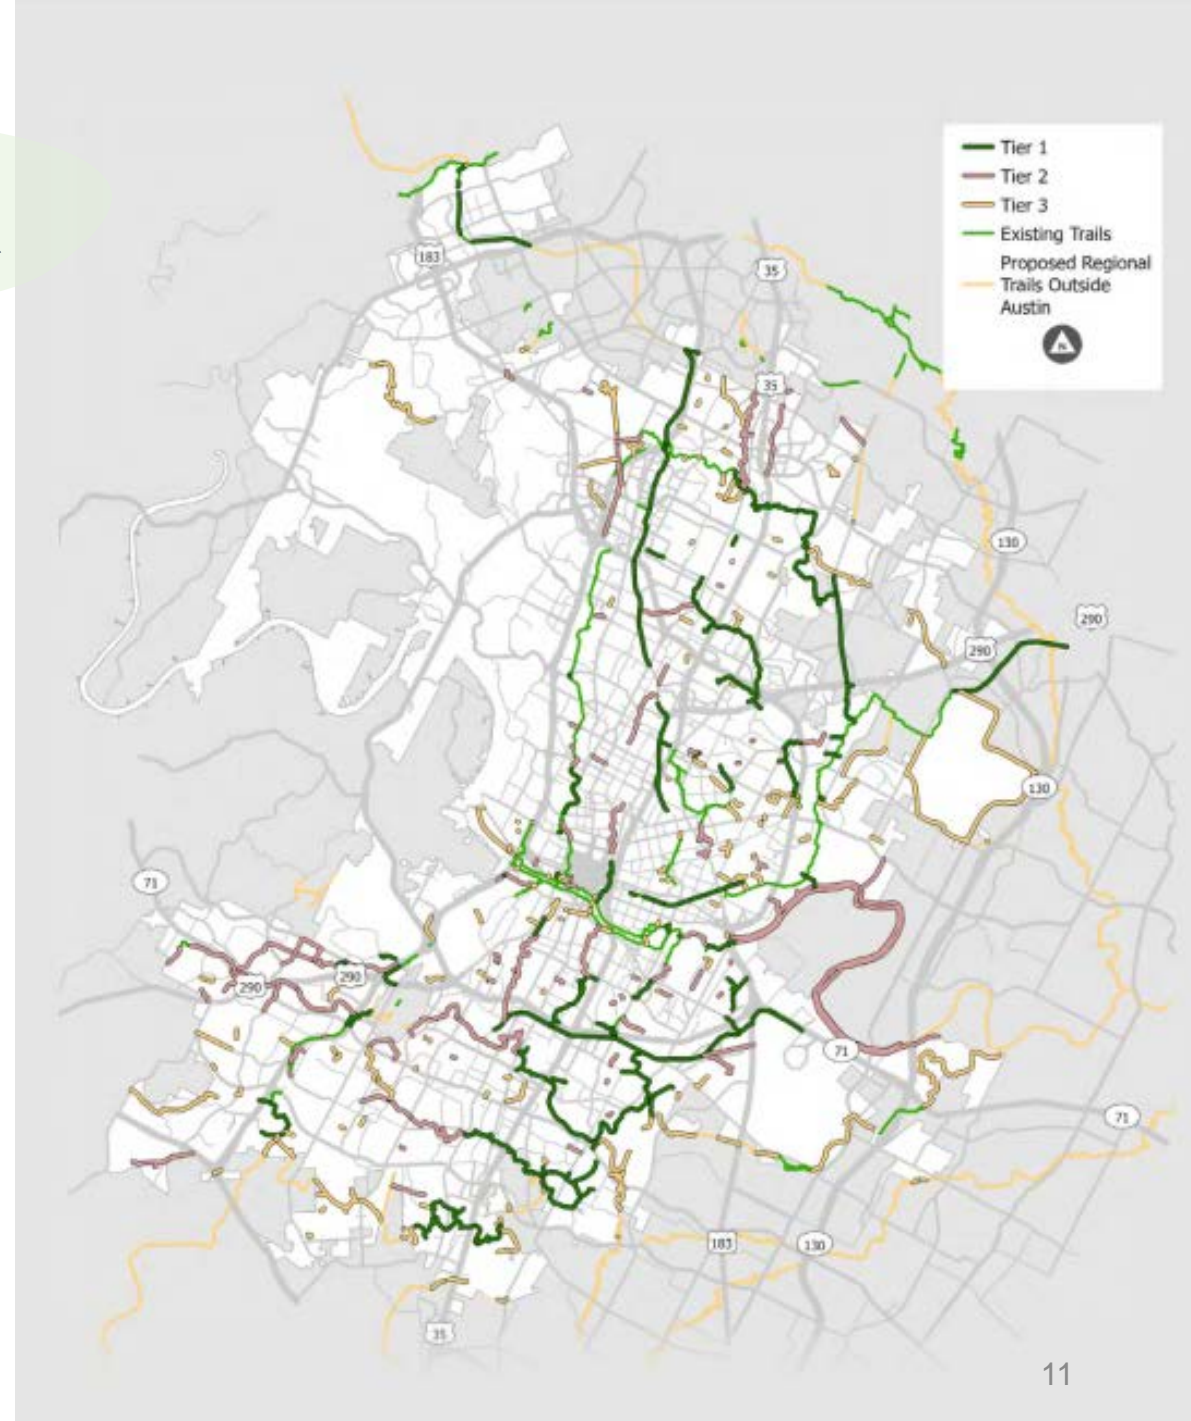 Tier 1
Tier 2
Tier 3
Existing Trails
Proposed Regional
Trails Outside
Austin
N
183
35
35
130
290
290
130
71
290
290
71
71
183
130
35
11